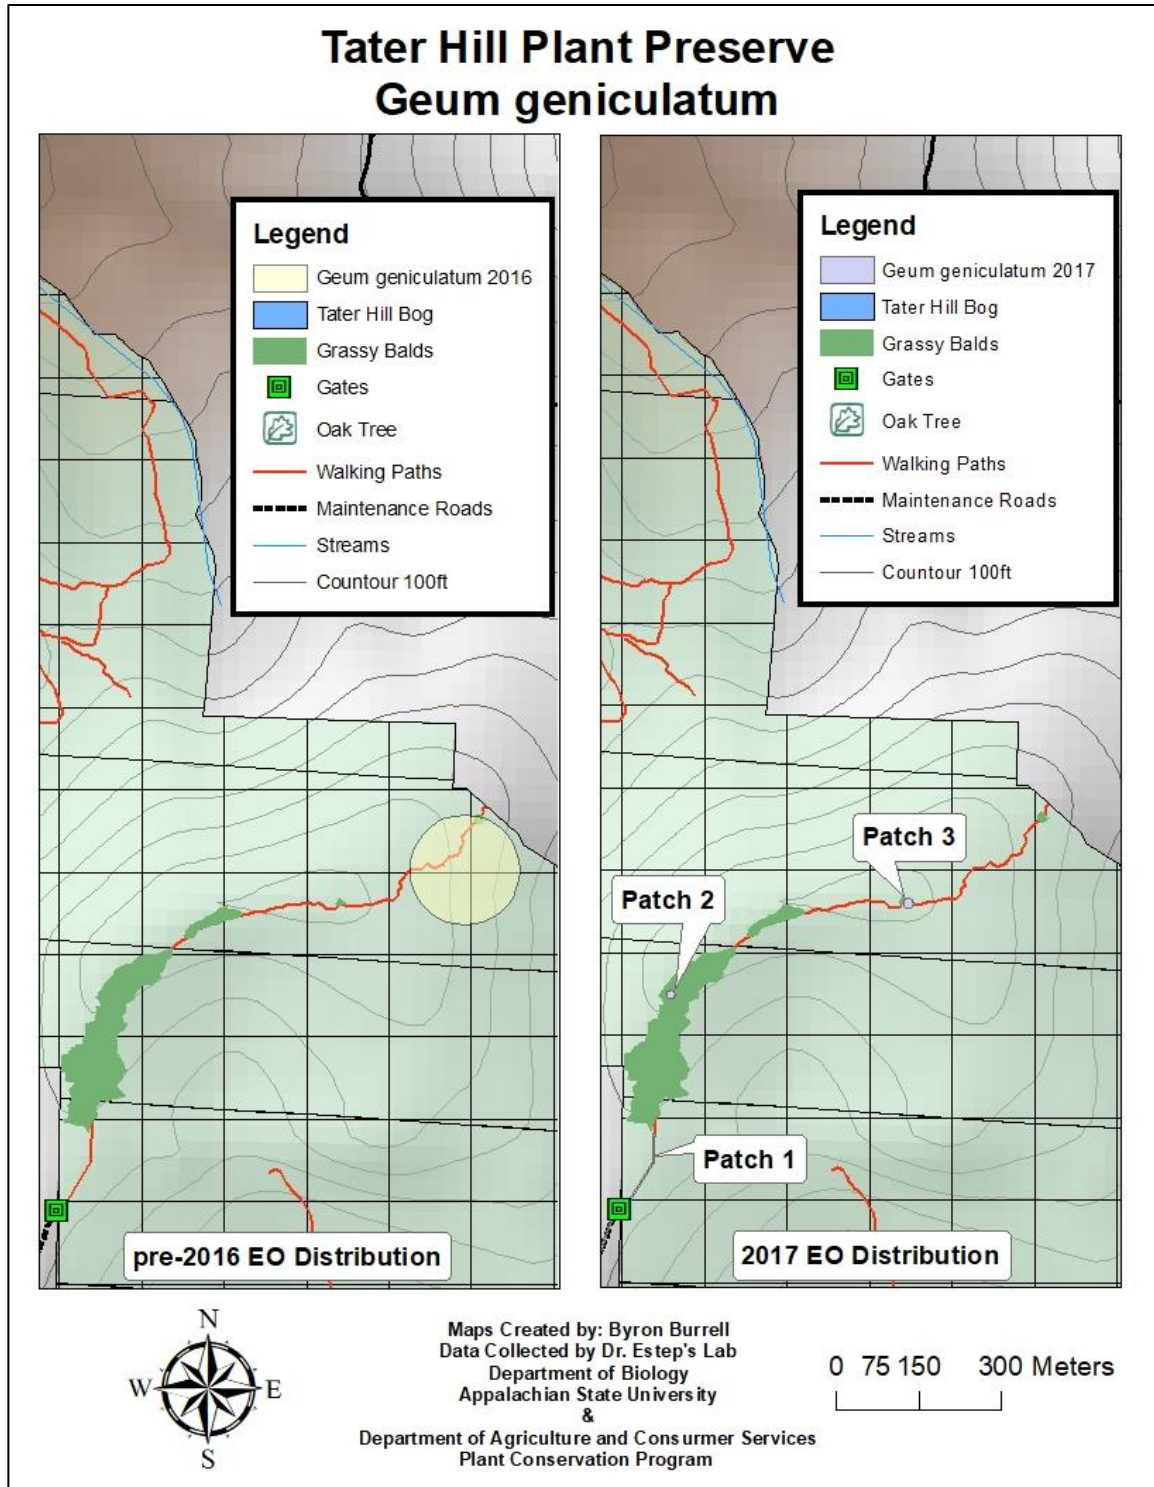 Tater Hill Plant Preserve
Geum geniculatum
Legend
Geum geniculatum 2016
Tater Hill Bog
Grassy Balds
Gates
Oak Tree
Walking Paths
Maintenance Roads
Streams
Countour 100ft
pre-2016 EO Distribution
Legend
Geum geniculatum 2017
Tater Hill Bog
Grassy Balds
Gates
Oak Tree
Walking Paths
Maintenance Roads
Streams
Countour 100ft
Patch 3
Patch 2
Patch 1
2017 EO Distribution
N
W E
S
Maps Created by: Byron Burrell
Data Collected by Dr. Estep's Lab
Department of Biology
Appalachian State University
&
Department of Agriculture and Consurmer Services
Plant Conservation Program
0 75 150 300 Meters